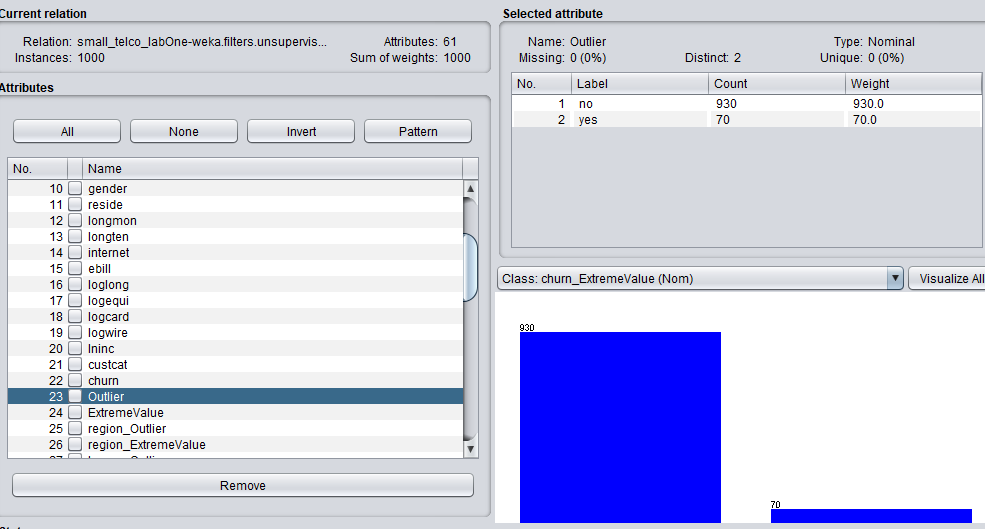 Current relation
Relation: small_telco_labOne-weka.filters.unsupervis... Attributes: 61
Instances: 1000 Sum of weights: 1000
Attributes
All None Invert Pattern
No. Name
10 gender
11 reside
12 longmon
13 longten
14 internet
15 ebill
16 loglong
17 logequi
18 logcard
19 logwire
20 lninc
21 custcat
22 churn
23 Outlier
24 ExtremeValue
25 region_Outlier
26 region_ExtremeValue
Remove
Selected attribute
Name: Outlier Type: Nominal
Missing: 0 (0%) Distinct: 2 Unique: 0 (0%)
No. Label Count Weight
1 no 930 930.0
2 yes 70 70.0
Class: churn_ExtremeValue (Nom) Visualize All
930
70